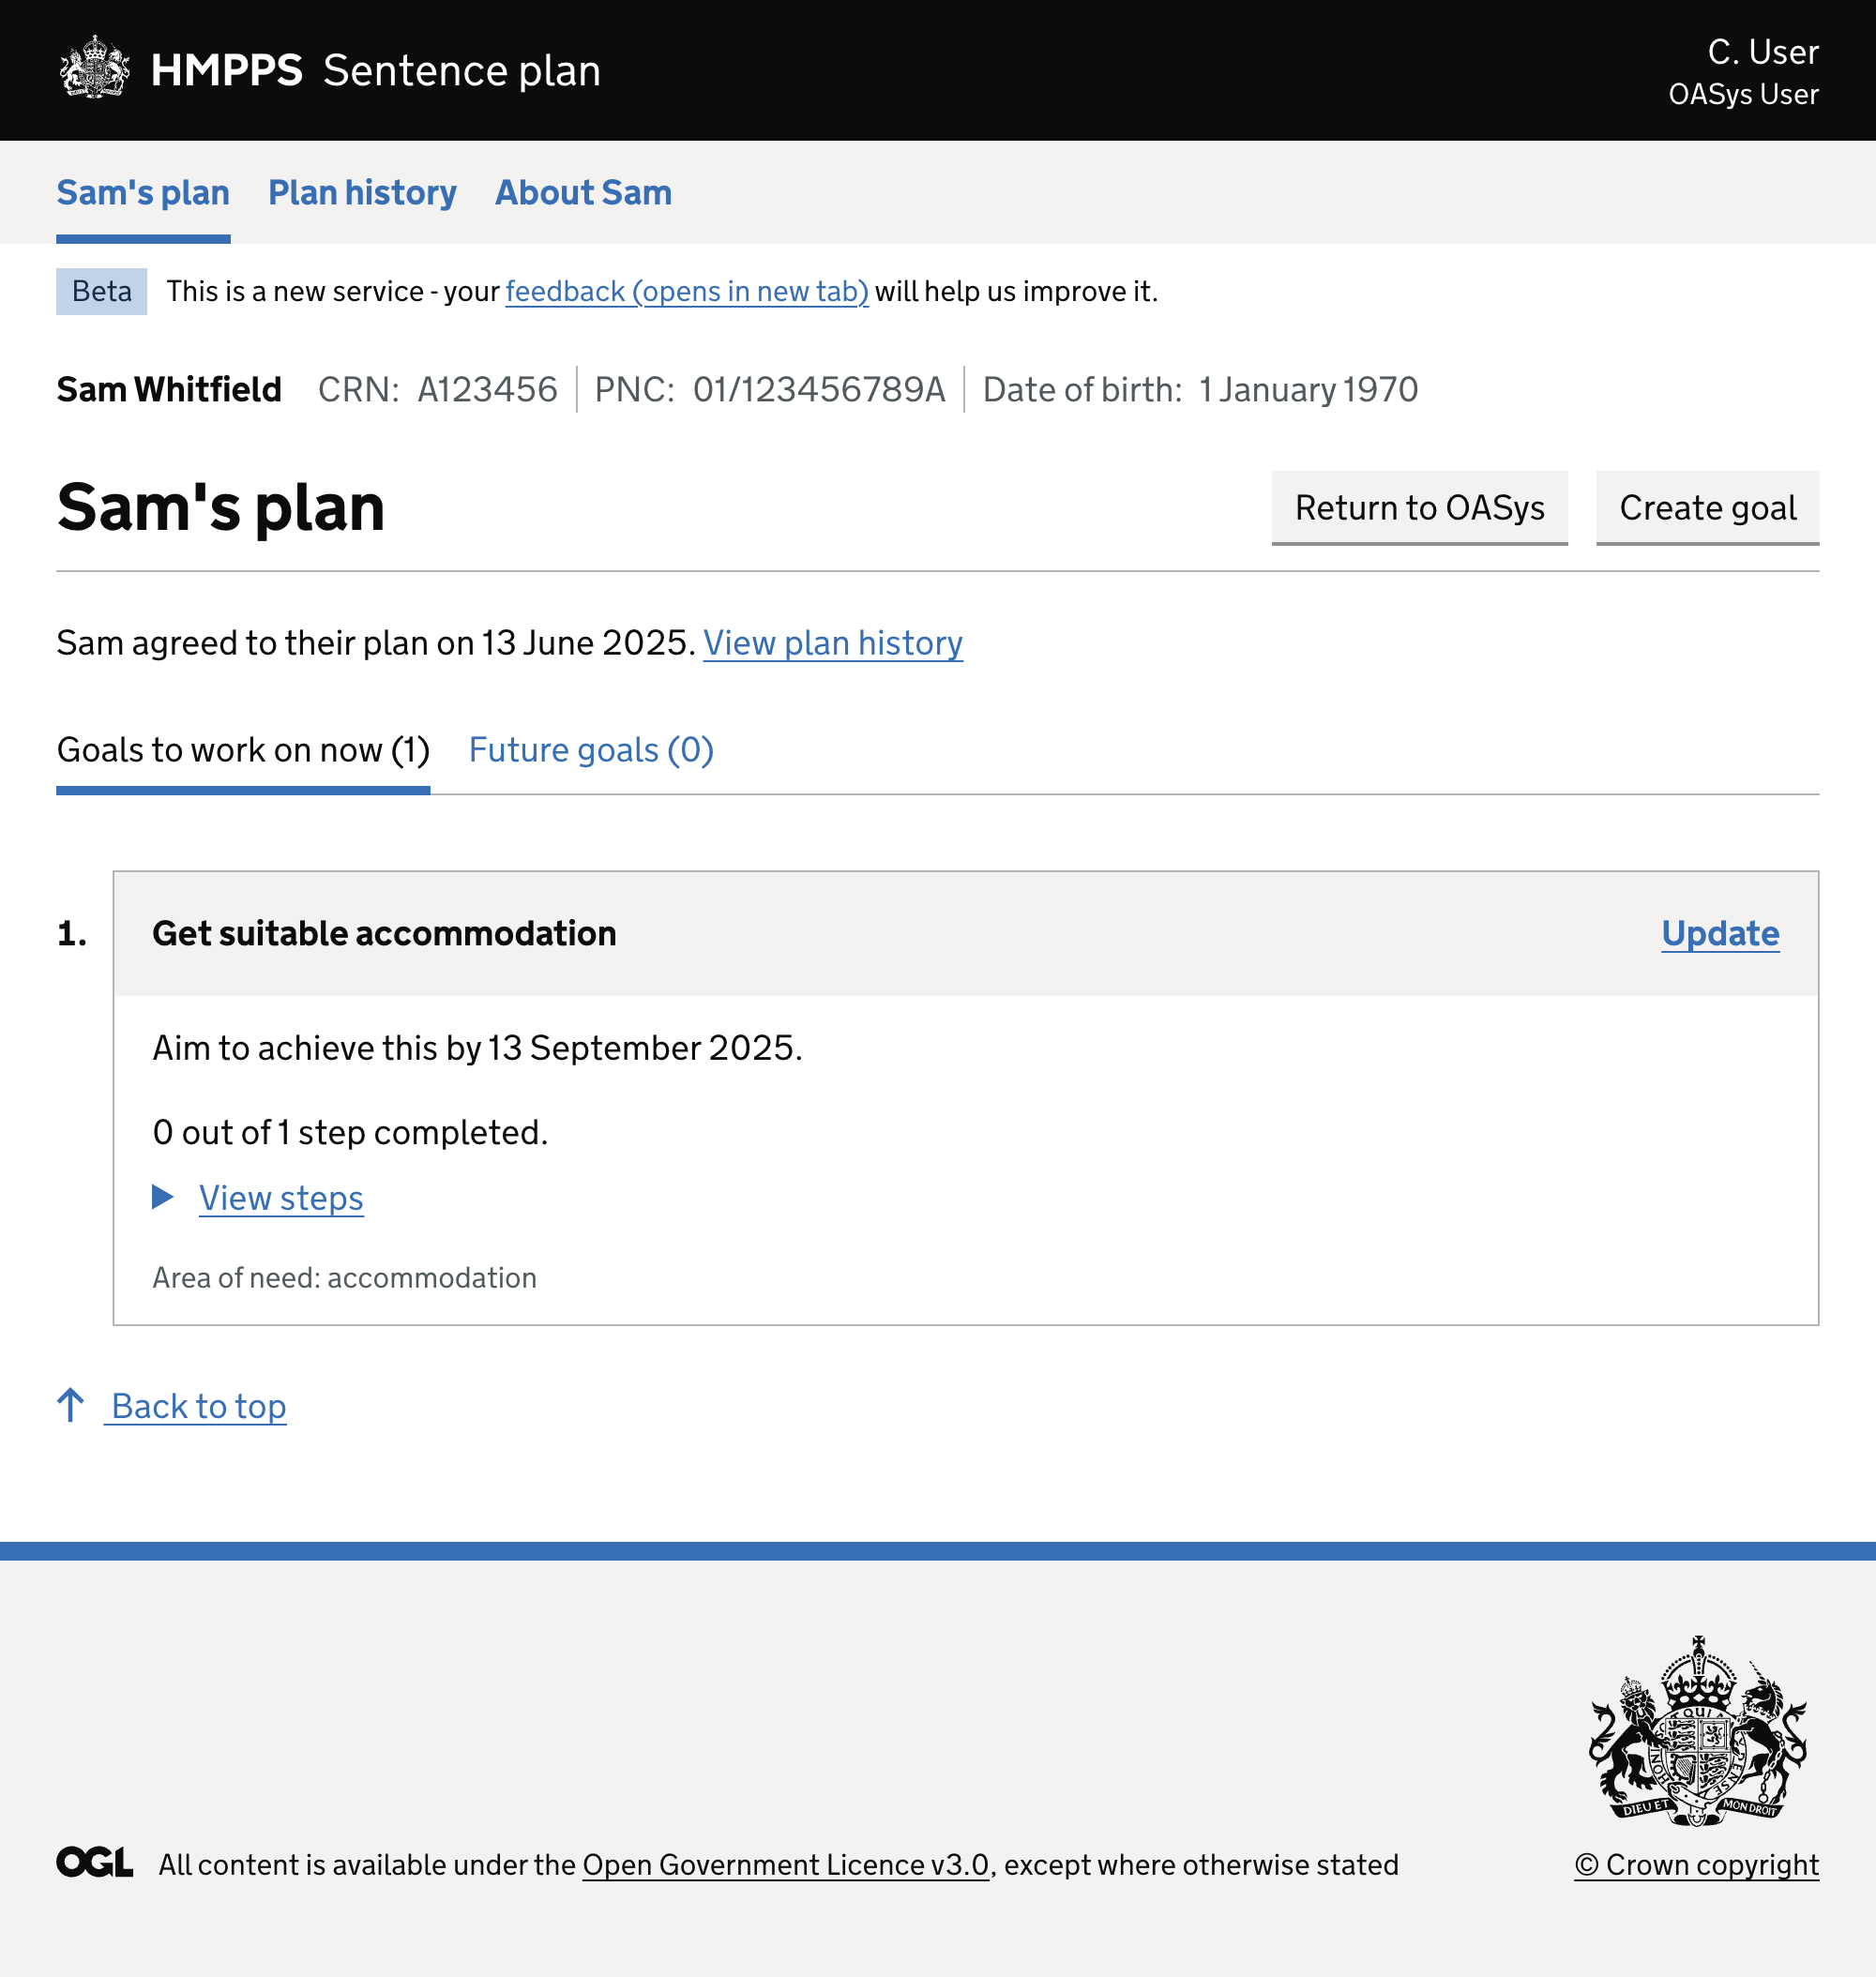 HMPPS Sentence plan
C. User
OASys User
Sam's plan Plan history About Sam
Beta This is a new service - your feedback (opens in new tab) will help us improve it.
Sam Whitfield CRN: A123456 PNC: 01/123456789A Date of birth: 1 January 1970
Sam's plan
Return to OASys Create goal
Sam agreed to their plan on 13 June 2025. View plan history
Goals to work on now (1) Future goals (0)
1. Get suitable accommodation Update
Aim to achieve this by 13 September 2025.
0 out of 1 step completed.
View steps
Area of need: accommodation
Back to top
DIEU ET MON DROIT
OGL All content is available under the Open Government Licence v3.0, except where otherwise stated
© Crown copyright